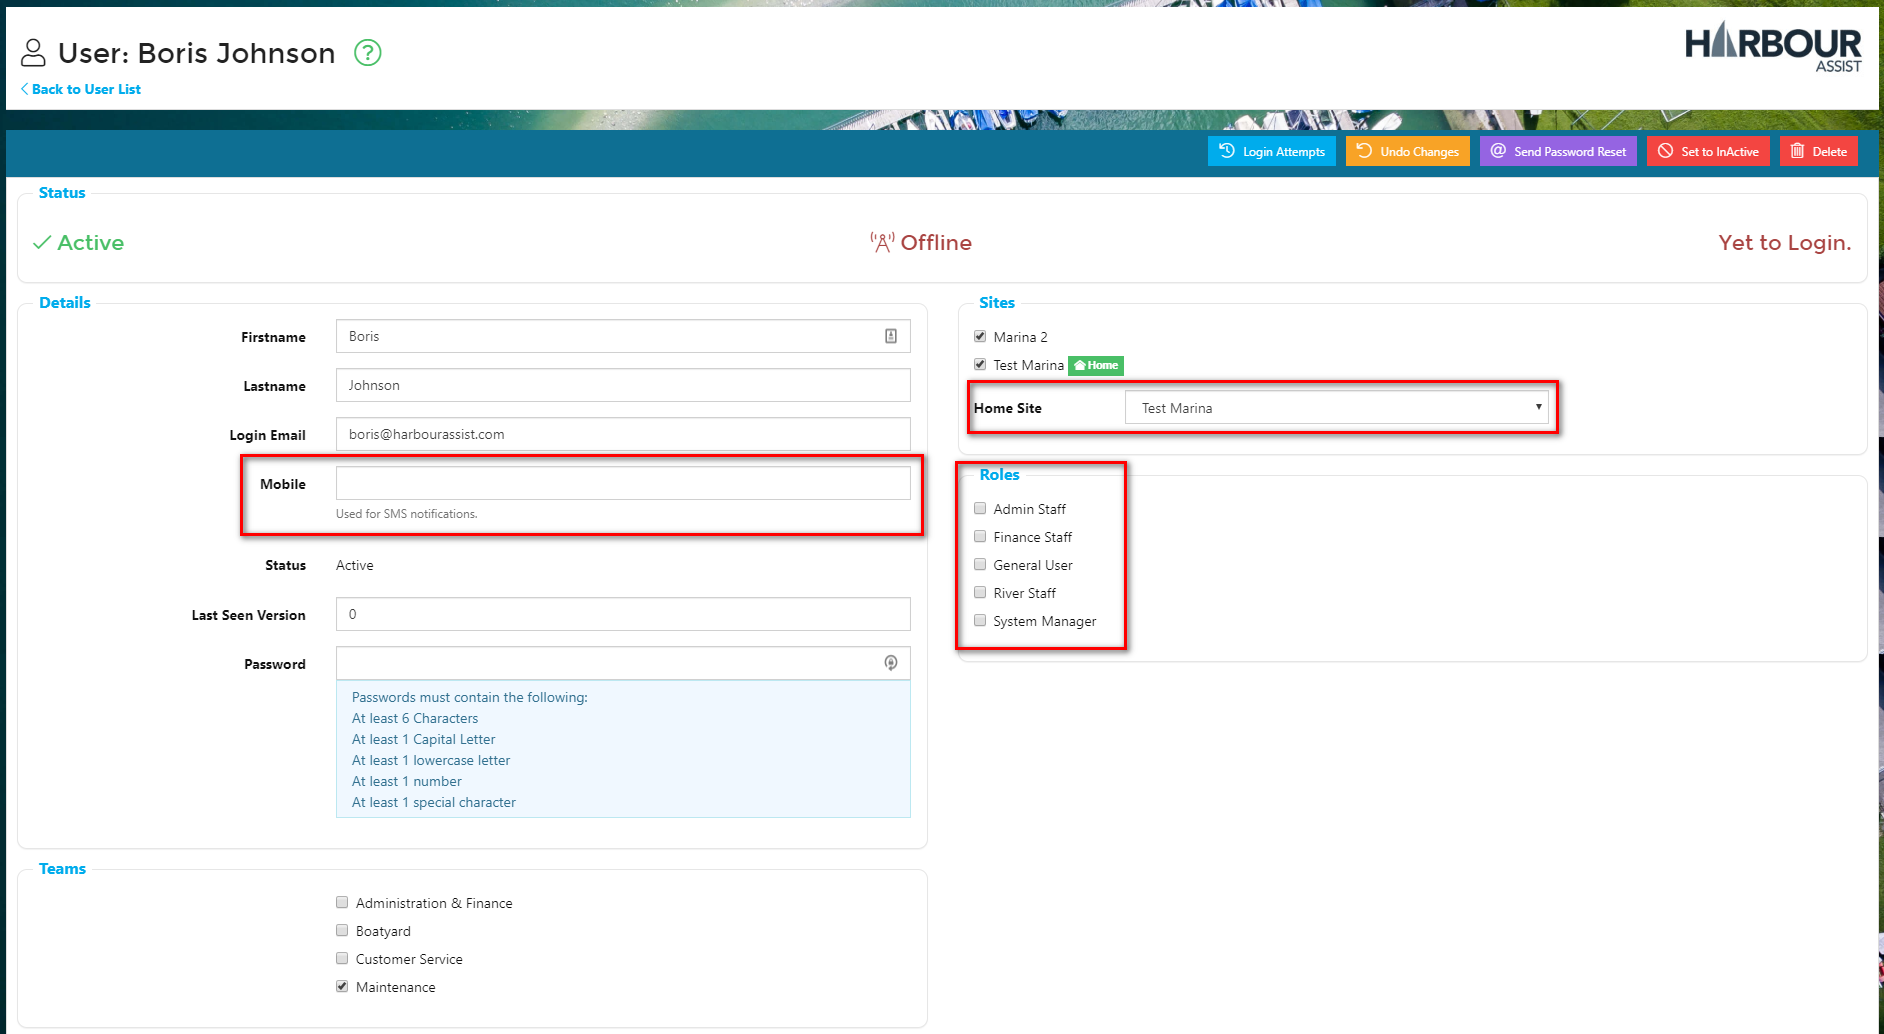 User: Boris Johnson ?
HARBOUR
ASSIST
Back to User List
Login Attempts
Undo Changes
@ Send Password Reset
Set to InActive
Delete
Status
Active
Offline
Yet to Login.
Details
Firstname
Boris
Lastname
Johnson
Login Email
boris@harbourassist.com
Mobile
Used for SMS notifications.
Status
Active
Last Seen Version
0
Password
Passwords must contain the following:
At least 6 Characters
At least 1 Capital Letter
At least 1 lowercase letter
At least 1 number
At least 1 special character
Teams
Administration & Finance
Boatyard
Customer Service
Maintenance
Sites
Marina 2
Test Marina Home
Home Site
Test Marina
Roles
Admin Staff
Finance Staff
General User
River Staff
System Manager